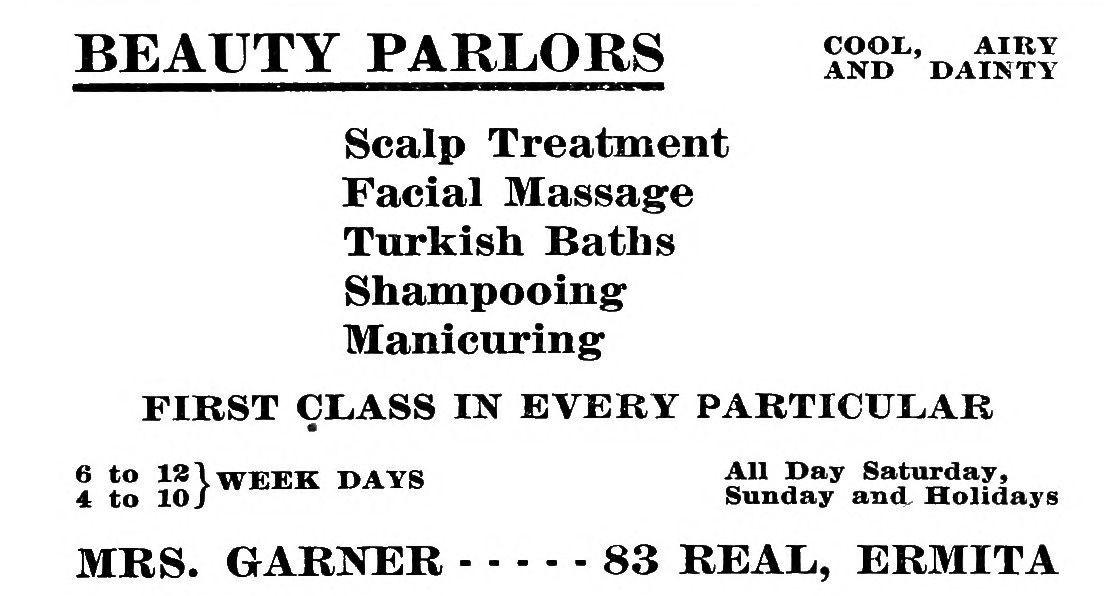 BEAUTY PARLORS
COOL, AIRY
AND DAINTY
Scalp Treatment
Facial Massage
Turkish Baths
Shampooing
Manicuring
FIRST CLASS IN EVERY PARTICULAR
6 to 12
4 to 10} WEEK DAYS
All Day Saturday,
Sunday and Holidays
MRS. GARNER - - - - - 83 REAL, ERMITA